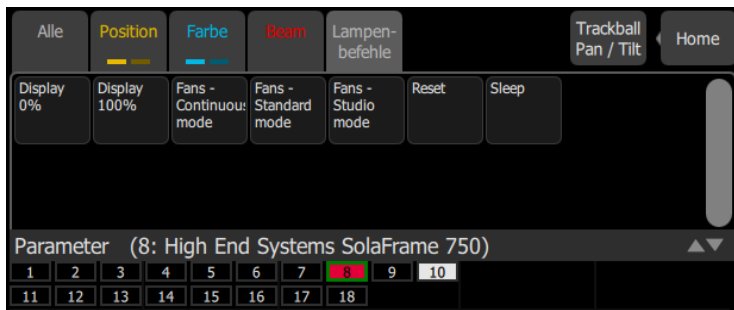 Alle Position Farbe Beam Lampen-
befehle
Trackball
Pan / Tilt
Home
Display
0%
Display
100%
Fans -
Continuous
mode
Fans -
Standard
mode
Fans -
Studio
mode
Reset
Sleep
Parameter (8: High End Systems SolaFrame 750)
1 2 3 4 5 6 7 8 9 10
11 12 13 14 15 16 17 18